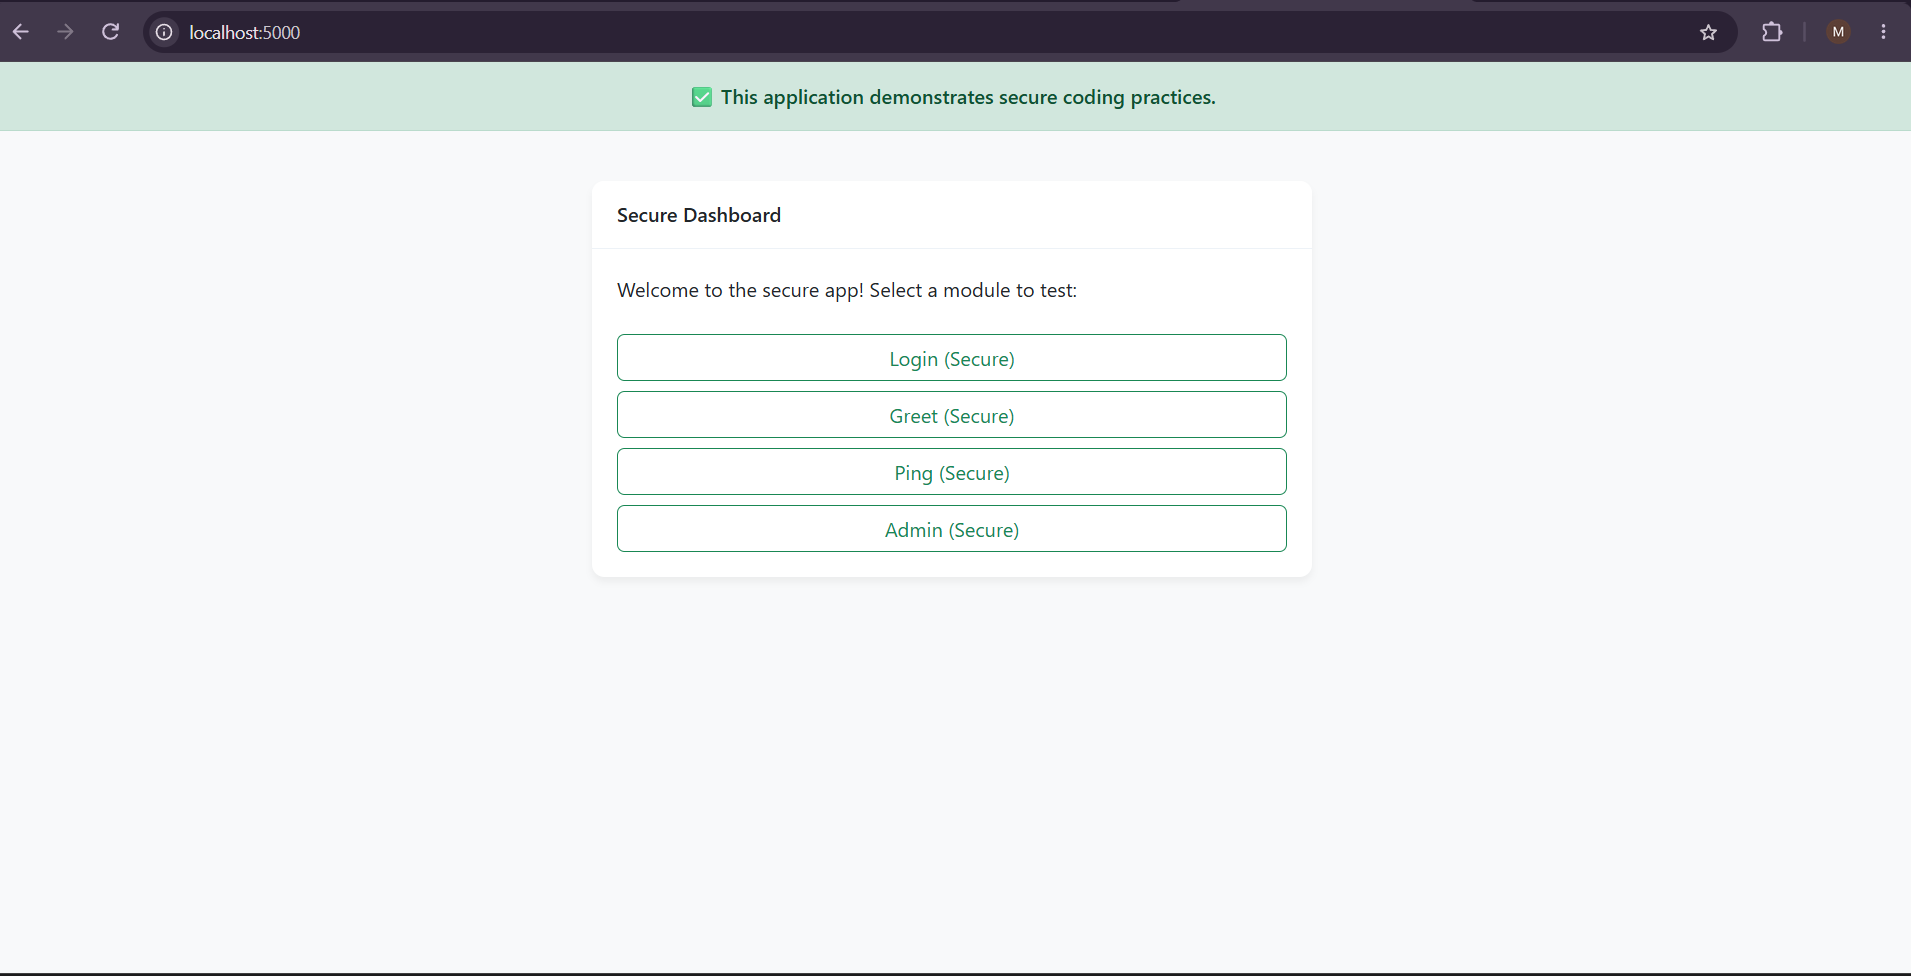 localhost:5000
M
✅ This application demonstrates secure coding practices.
Secure Dashboard
Welcome to the secure app! Select a module to test:
Login (Secure)
Greet (Secure)
Ping (Secure)
Admin (Secure)